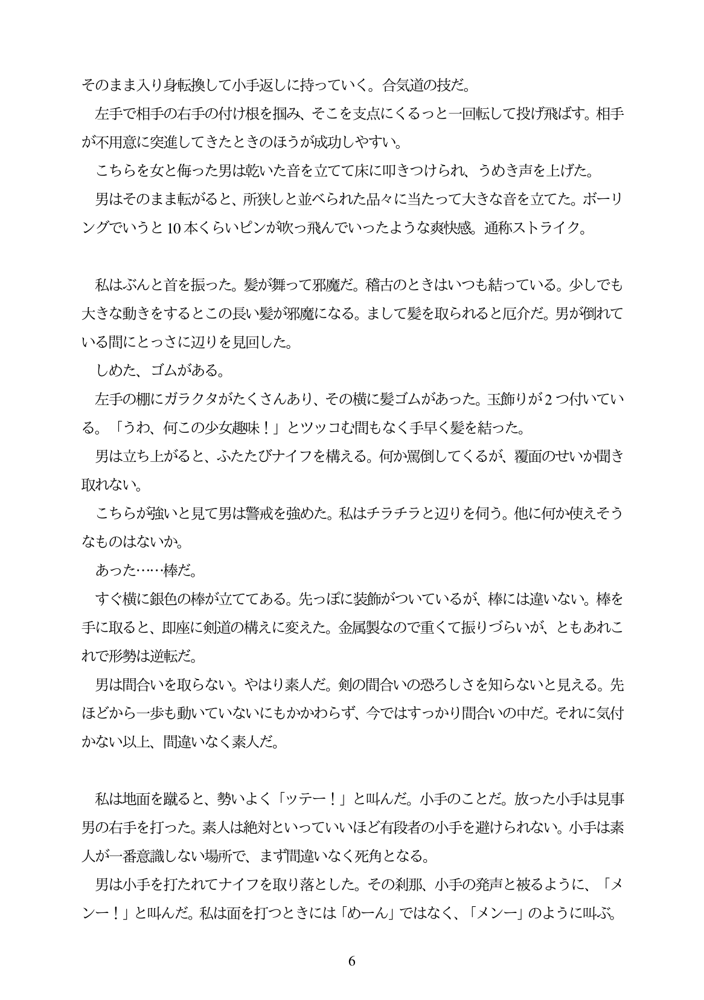 そのまま入り身転換して小手返しに持っていく。合気道の技だ。
　左手で相手の右手の付け根を掴み、そこを支点にくるっと一回転して投げ飛ばす。相手
が不用意に突進してきたときのほうが成功しやすい。
　こちらを女と侮った男は乾いた音を立てて床に叩きつけられ、うめき声を上げた。
　男はそのまま転がると、所狭しと並べられた品々に当たって大きな音を立てた。ボーリ
ングでいうと 10 本くらいピンが吹っ飛んでいったような爽快感。通称ストライク。

　私はぶんと首を振った。髪が舞って邪魔だ。稽古のときはいつも結っている。少しでも
大きな動きをするとこの長い髪が邪魔になる。まして髪を取られると厄介だ。男が倒れて
いる間にとっさに辺りを見回した。
　しめた、ゴムがある。
　左手の棚にガラクタがたくさんあり、その横に髪ゴムがあった。玉飾りが 2 つ付いてい
る。「うわ、何この少女趣味！」とツッコむ間もなく手早く髪を結った。
　男は立ち上がると、ふたたびナイフを構える。何か罵倒してくるが、覆面のせいか聞き
取れない。
　こちらが強いと見て男は警戒を強めた。私はチラチラと辺りを伺う。他に何か使えそう
なものはないか。
　あった……棒だ。
　すぐ横に銀色の棒が立ててある。先っぽに装飾がついているが、棒には違いない。棒を
手に取ると、即座に剣道の構えに変えた。金属製なので重くて振りづらいが、ともあれこ
れで形勢は逆転だ。
　男は間合いを取らない。やはり素人だ。剣の間合いの恐ろしさを知らないと見える。先
ほどから一歩も動いていないにもかかわらず、今ではすっかり間合いの中だ。それに気付
かない以上、間違いなく素人だ。

　私は地面を蹴ると、勢いよく「ッテー！」と叫んだ。小手のことだ。放った小手は見事
男の右手を打った。素人は絶対といっていいほど有段者の小手を避けられない。小手は素
人が一番意識しない場所で、まず間違いなく死角となる。
　男は小手を打たれてナイフを取り落とした。その刹那、小手の発声と被るように、「メ
ンー！」と叫んだ。私は面を打つときには「めーん」ではなく、「メンー」のように叫ぶ。
6